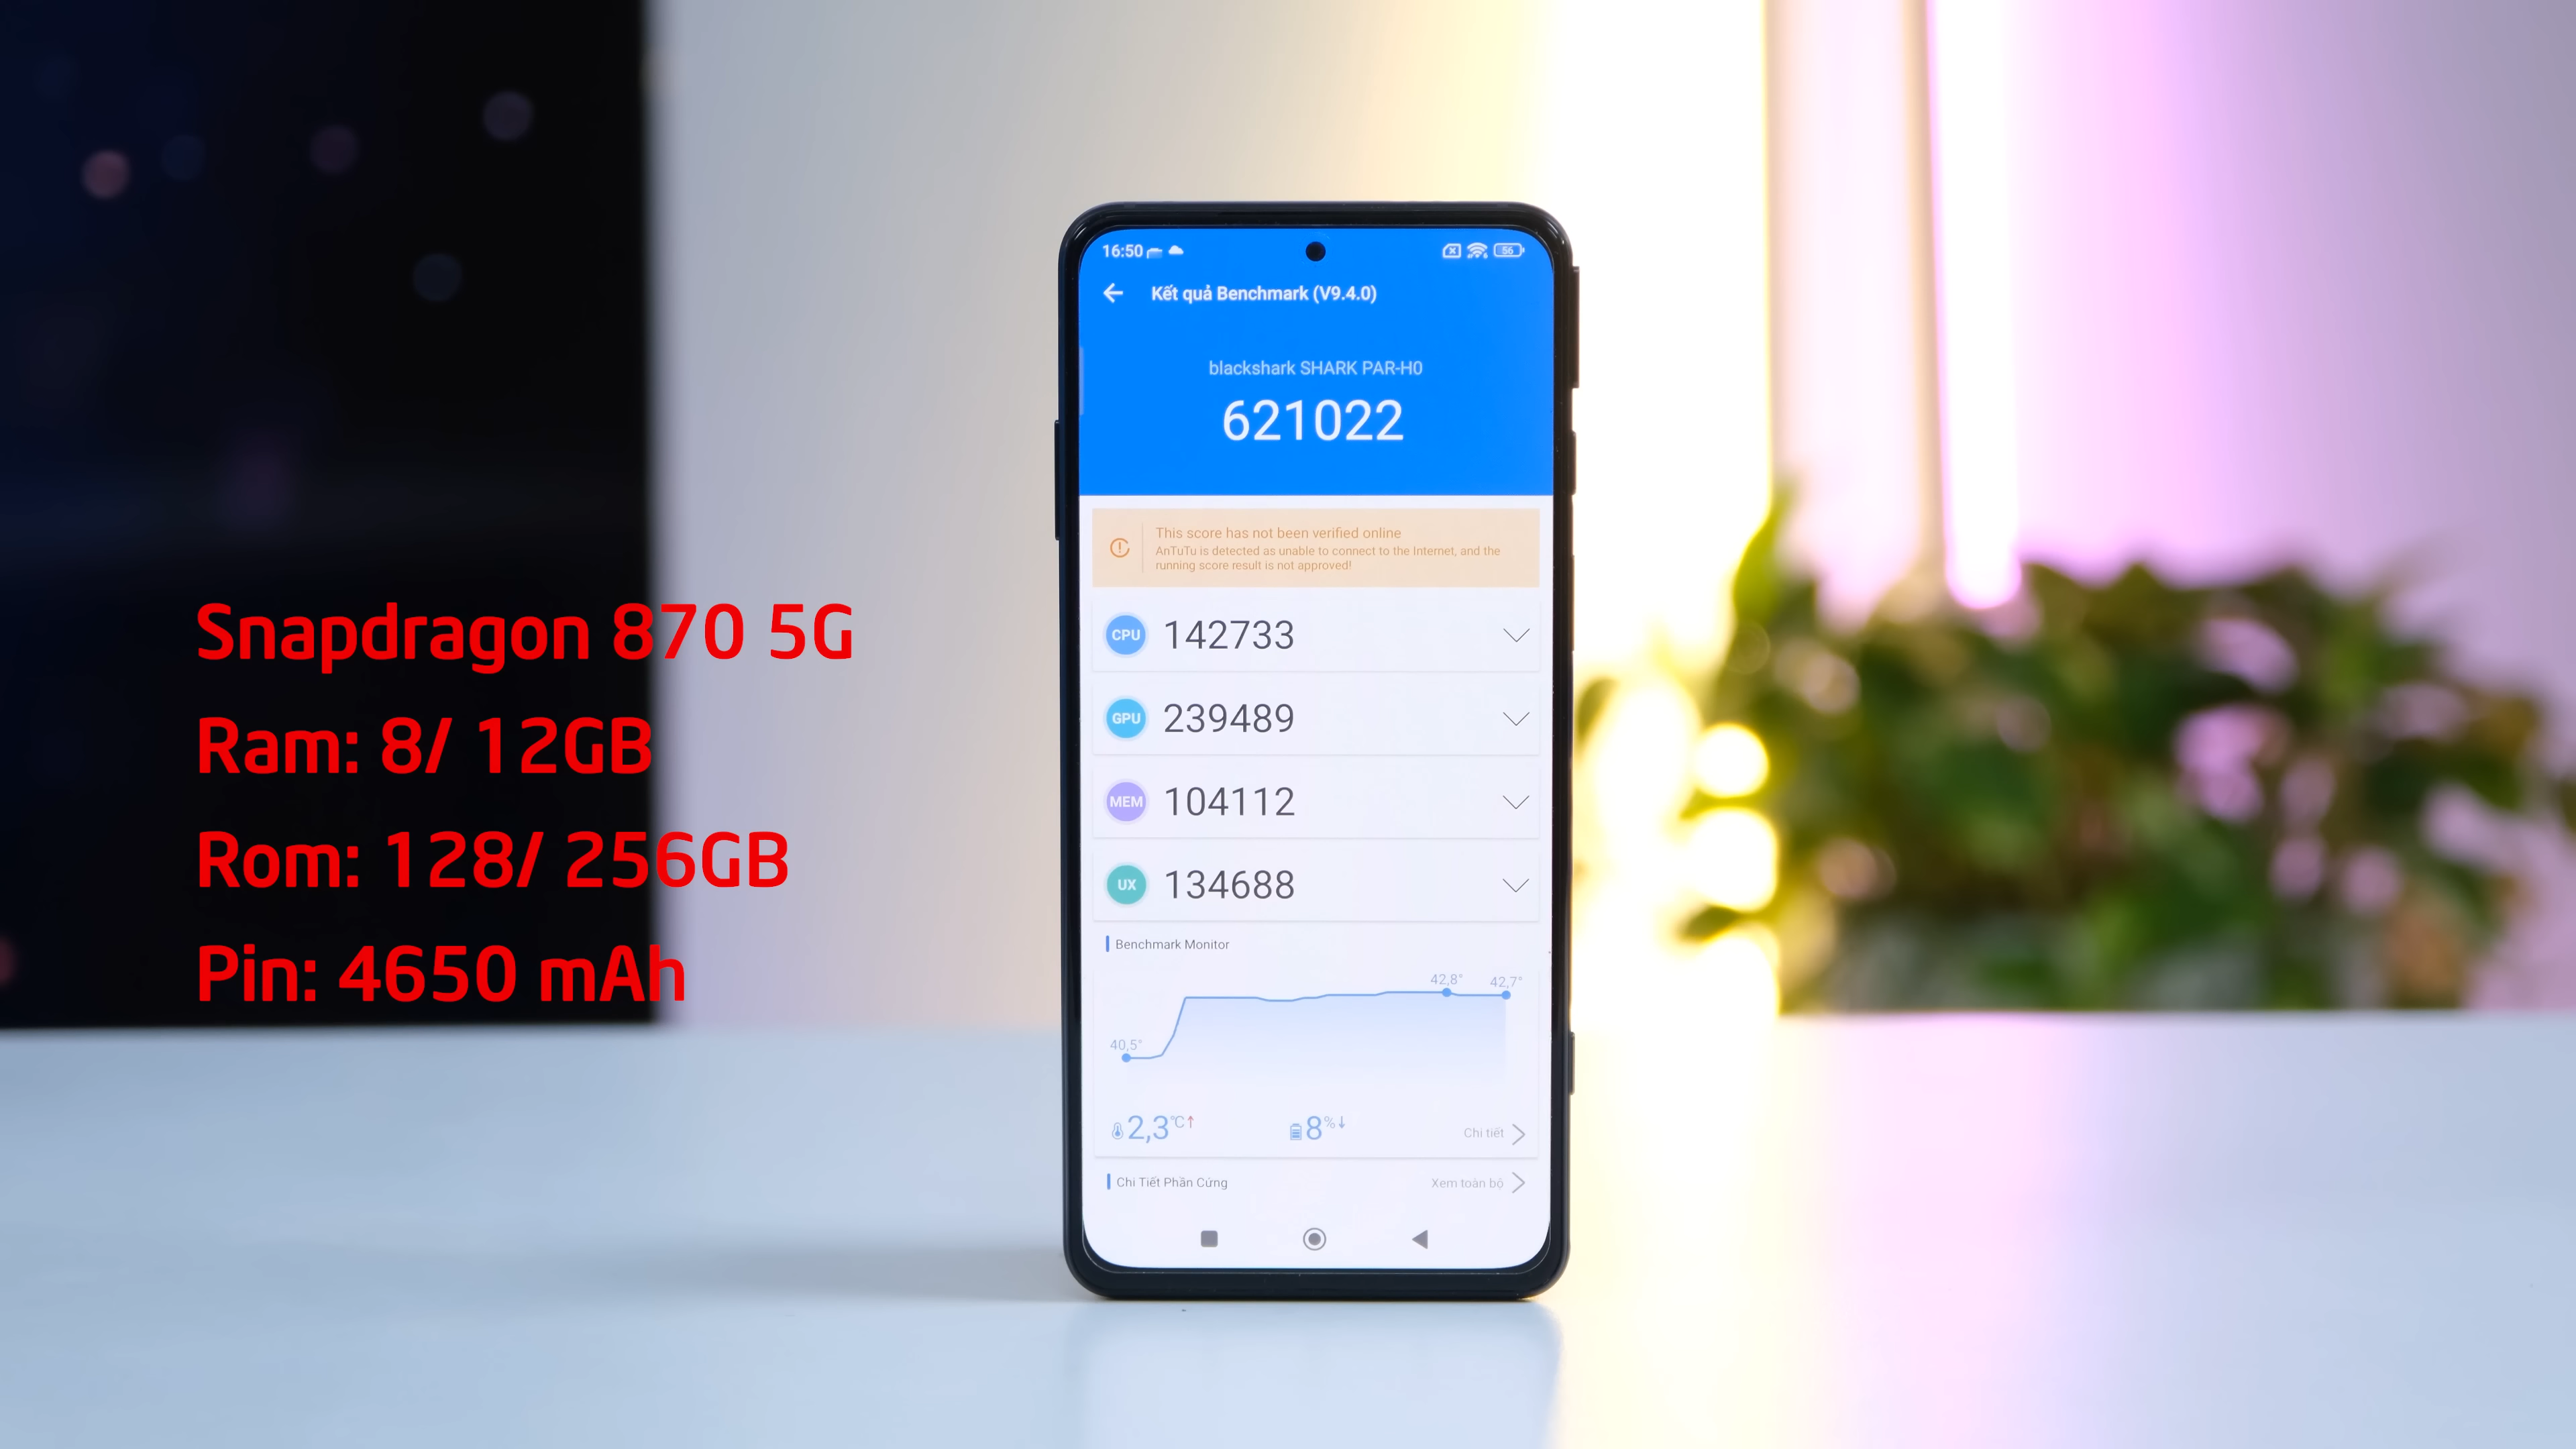 Snapdragon 870 5G
Ram: 8/ 12GB
Rom: 128/ 256GB
Pin: 4650 mAh
16:50
56
Kết quả Benchmark (V9.4.0)
blackshark SHARK PAR-H0
621022
This score has not been verified online
AnTuTu is detected as unable to connect to the Internet, and the
running score result is not approved!
CPU 142733
GPU 239489
MEM 104112
UX 134688
Benchmark Monitor
42,8°
42,7°
40,5°
2,3°C↑
8%↓
Chi tiết
Chi Tiết Phần Cứng
Xem toàn bộ